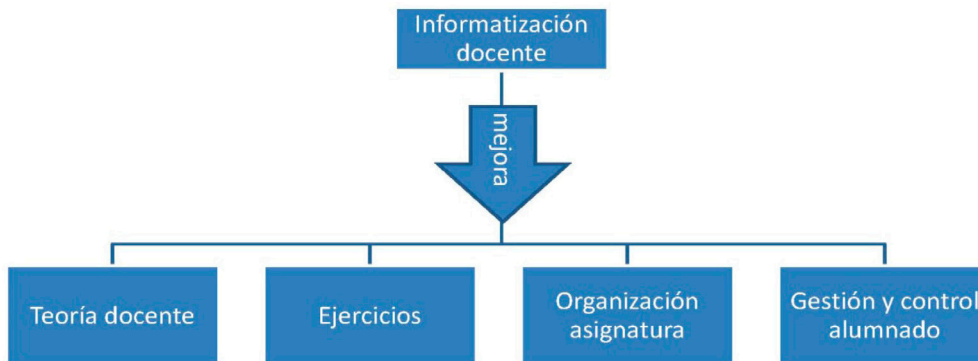 Informatización
docente
mejora
Teoría docente
Ejercicios
Organización
asignatura
Gestión y control
alumnado